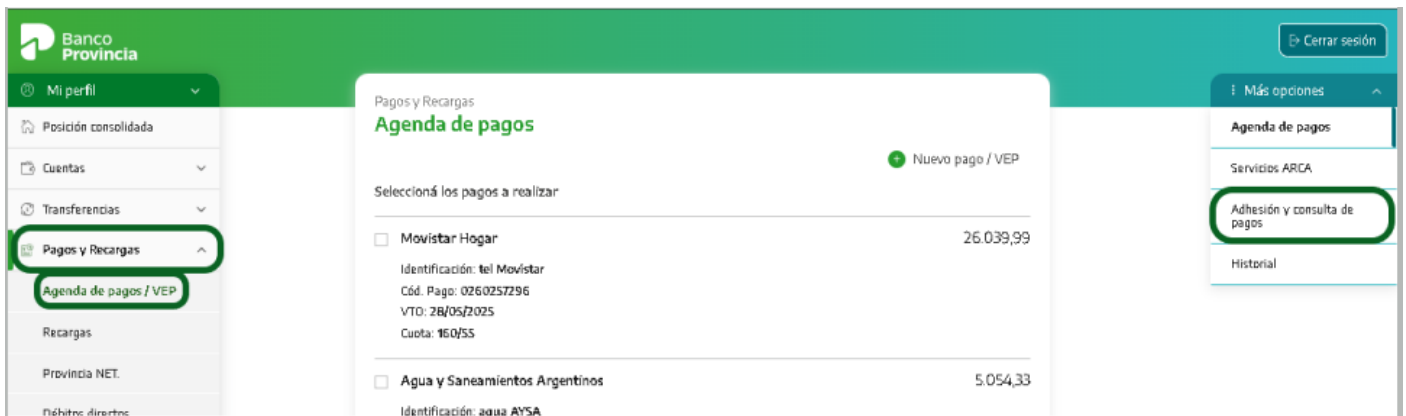 Banco
Provincia
Cerrar sesión
Mi perfil
Posición consolidada
Cuentas
Transferencias
Pagos y Recargas
Agenda de pagos / VEP
Recargas
Provincia NET.
Débitos directos
Pagos y Recargas
Agenda de pagos
Nuevo pago / VEP
Seleccioná los pagos a realizar
Movistar Hogar 26.039,99
Identificación: tel Movistar
Cód. Pago: 0260257296
VTO: 28/05/2025
Cuota: 160/55
Agua y Saneamientos Argentinos 5.054,33
Identificación: agua AYSA
Más opciones
Agenda de pagos
Servicios ARCA
Adhesión y consulta de
pagos
Historial